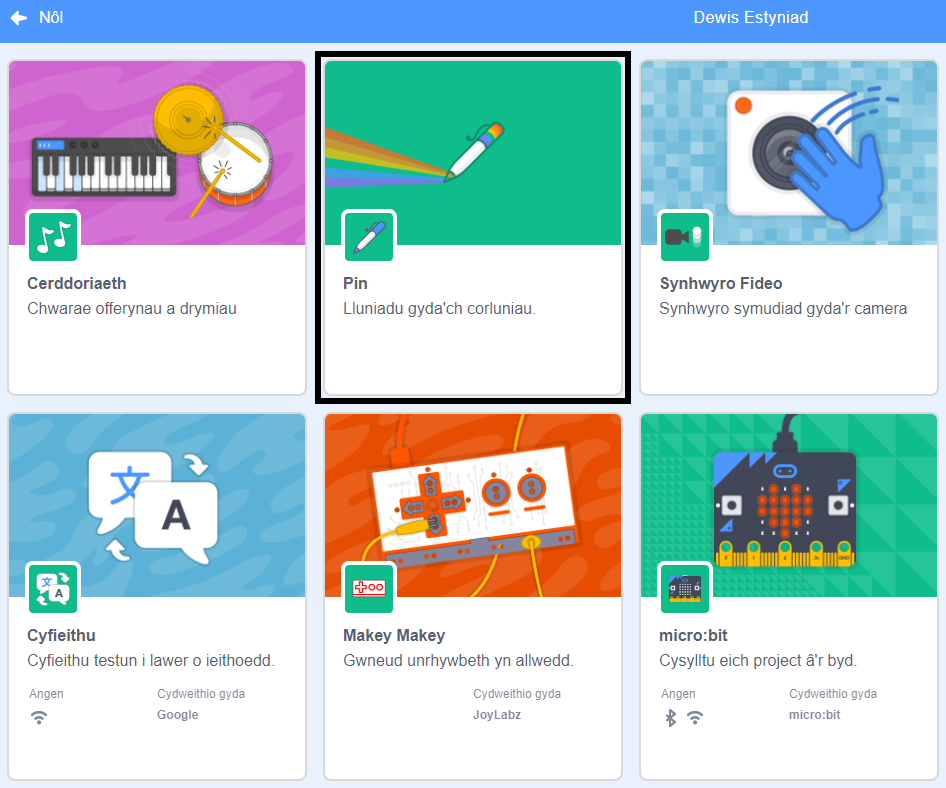 Nôl
Dewis Estyniad
Cerddoriaeth
Chwarae offerynau a drymiau
Pin
Lluniadu gyda'ch corluniau.
Synhwyro Fideo
Synhwyro symudiad gyda'r camera
文
A
文
A
Cyfieithu
Cyfieithu testun i lawer o ieithoedd.
Angen
Cydweithio gyda
Google
Makey Makey
Gwneud unrhywbeth yn allwedd.
Cydweithio gyda
JoyLabz
micro:bit
Cysylltu eich project â'r byd.
Angen
Cydweithio gyda
micro:bit